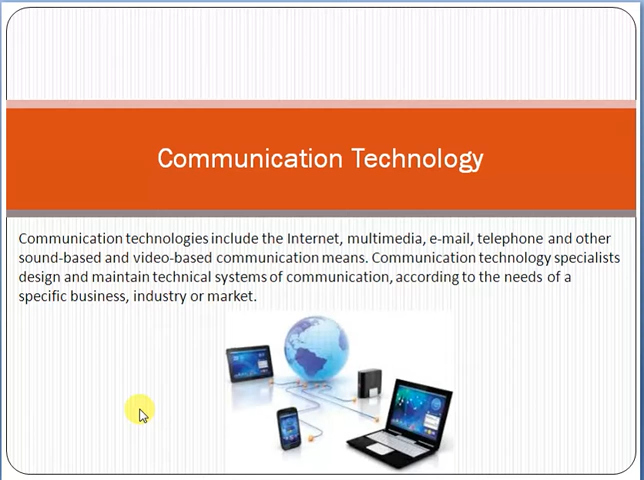 Communication Technology
Communication technologies include the Internet, multimedia, e-mail, telephone and other
sound-based and video-based communication means. Communication technology specialists
design and maintain technical systems of communication, according to the needs of a
specific business, industry or market.